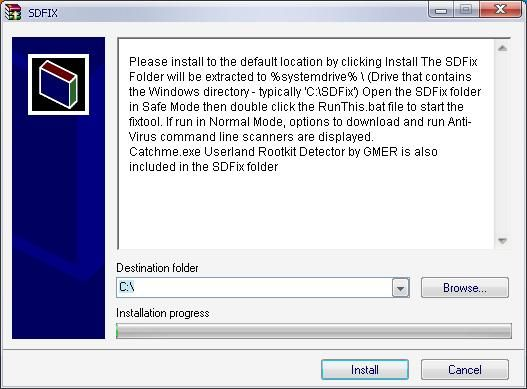 SDFIX
Please install to the default location by clicking Install The SDFix
Folder will be extracted to %systemdrive% \ (Drive that contains
the Windows directory - typically 'C:\SDFix') Open the SDFix folder
in Safe Mode then double click the RunThis.bat file to start the
fixtool. If run in Normal Mode, options to download and run Anti-
Virus command line scanners are displayed.
Catchme.exe Userland Rootkit Detector by GMER is also
included in the SDFix folder
Destination folder
C:\
Browse...
Installation progress
Install
Cancel